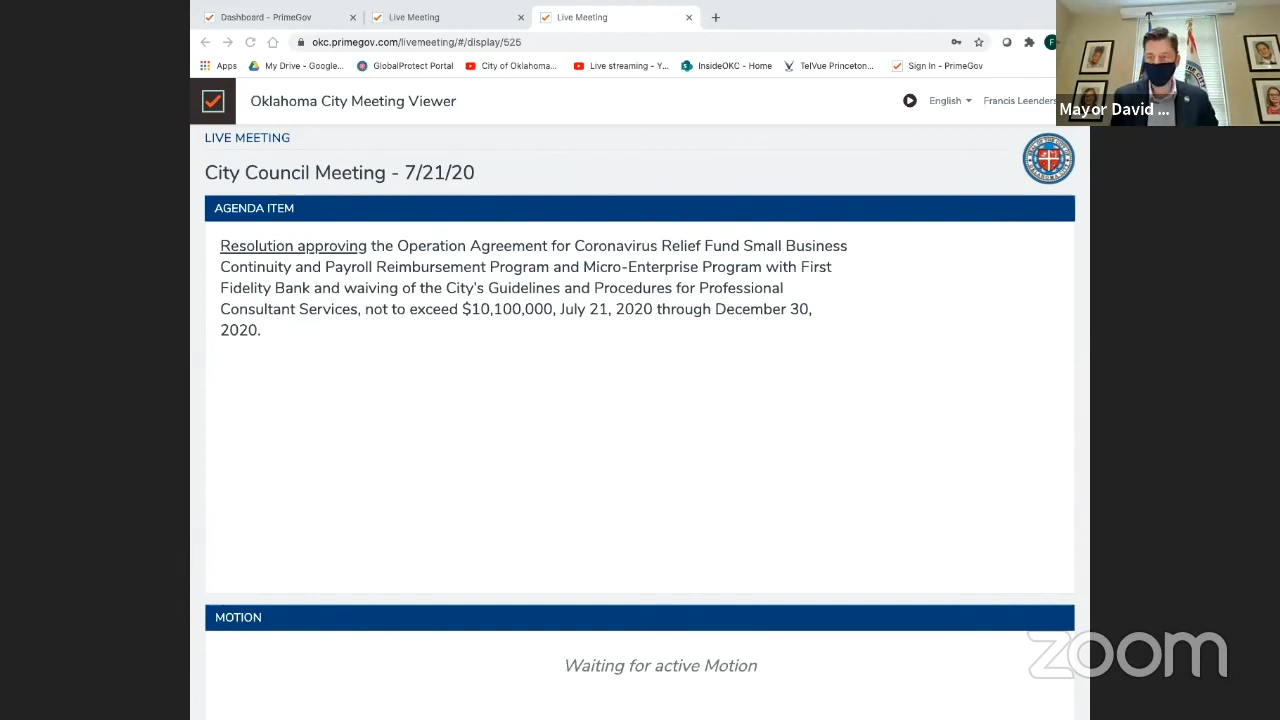 Dashboard - PrimeGov
Live Meeting
Live Meeting
okc.primegov.com/livemeeting/#/display/525
Apps
My Drive - Google...
GlobalProtect Portal
City of Oklahoma...
Live streaming - Y...
InsideOKC - Home
TelVue Princeton...
Sign In - PrimeGov
Oklahoma City Meeting Viewer
English
Francis Leenders
Mayor David ...
LIVE MEETING
City Council Meeting - 7/21/20
AGENDA ITEM
Resolution approving the Operation Agreement for Coronavirus Relief Fund Small Business
Continuity and Payroll Reimbursement Program and Micro-Enterprise Program with First
Fidelity Bank and waiving of the City's Guidelines and Procedures for Professional
Consultant Services, not to exceed $10,100,000, July 21, 2020 through December 30,
2020.
MOTION
Waiting for active Motion
zoom